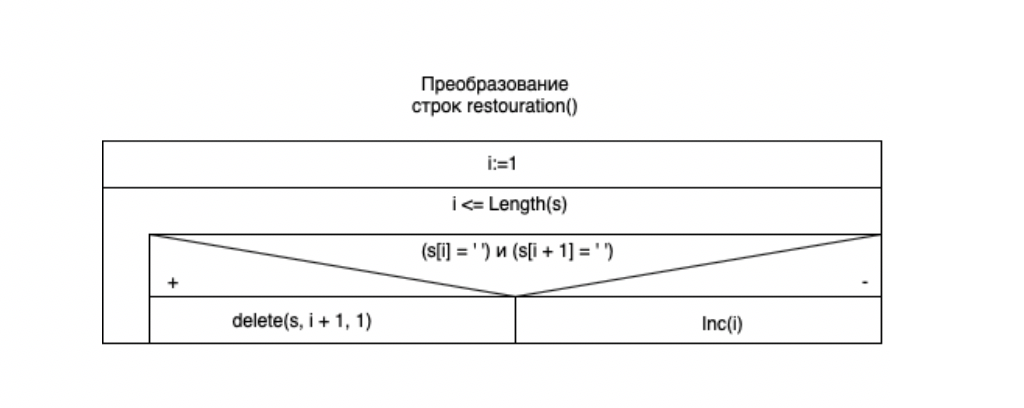 Преобразование
строк restouration()
i:=1
i <= Length(s)
(s[i] = ' ') и (s[i + 1] = ' ')
+
-
delete(s, i + 1, 1)
Inc(i)